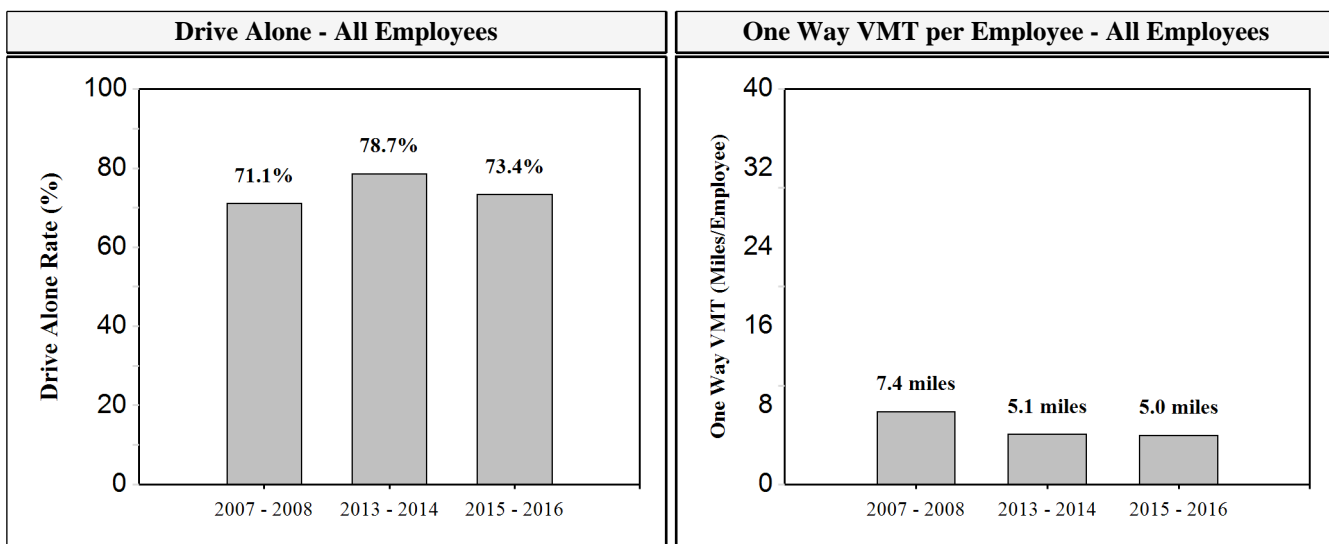 Drive Alone - All Employees
Drive Alone Rate (%)
100
80
60
40
20
0
71.1%
78.7%
73.4%
2007 - 2008
2013 - 2014
2015 - 2016
One Way VMT per Employee - All Employees
One Way VMT (Miles/Employee)
40
32
24
16
8
0
7.4 miles
5.1 miles
5.0 miles
2007 - 2008
2013 - 2014
2015 - 2016